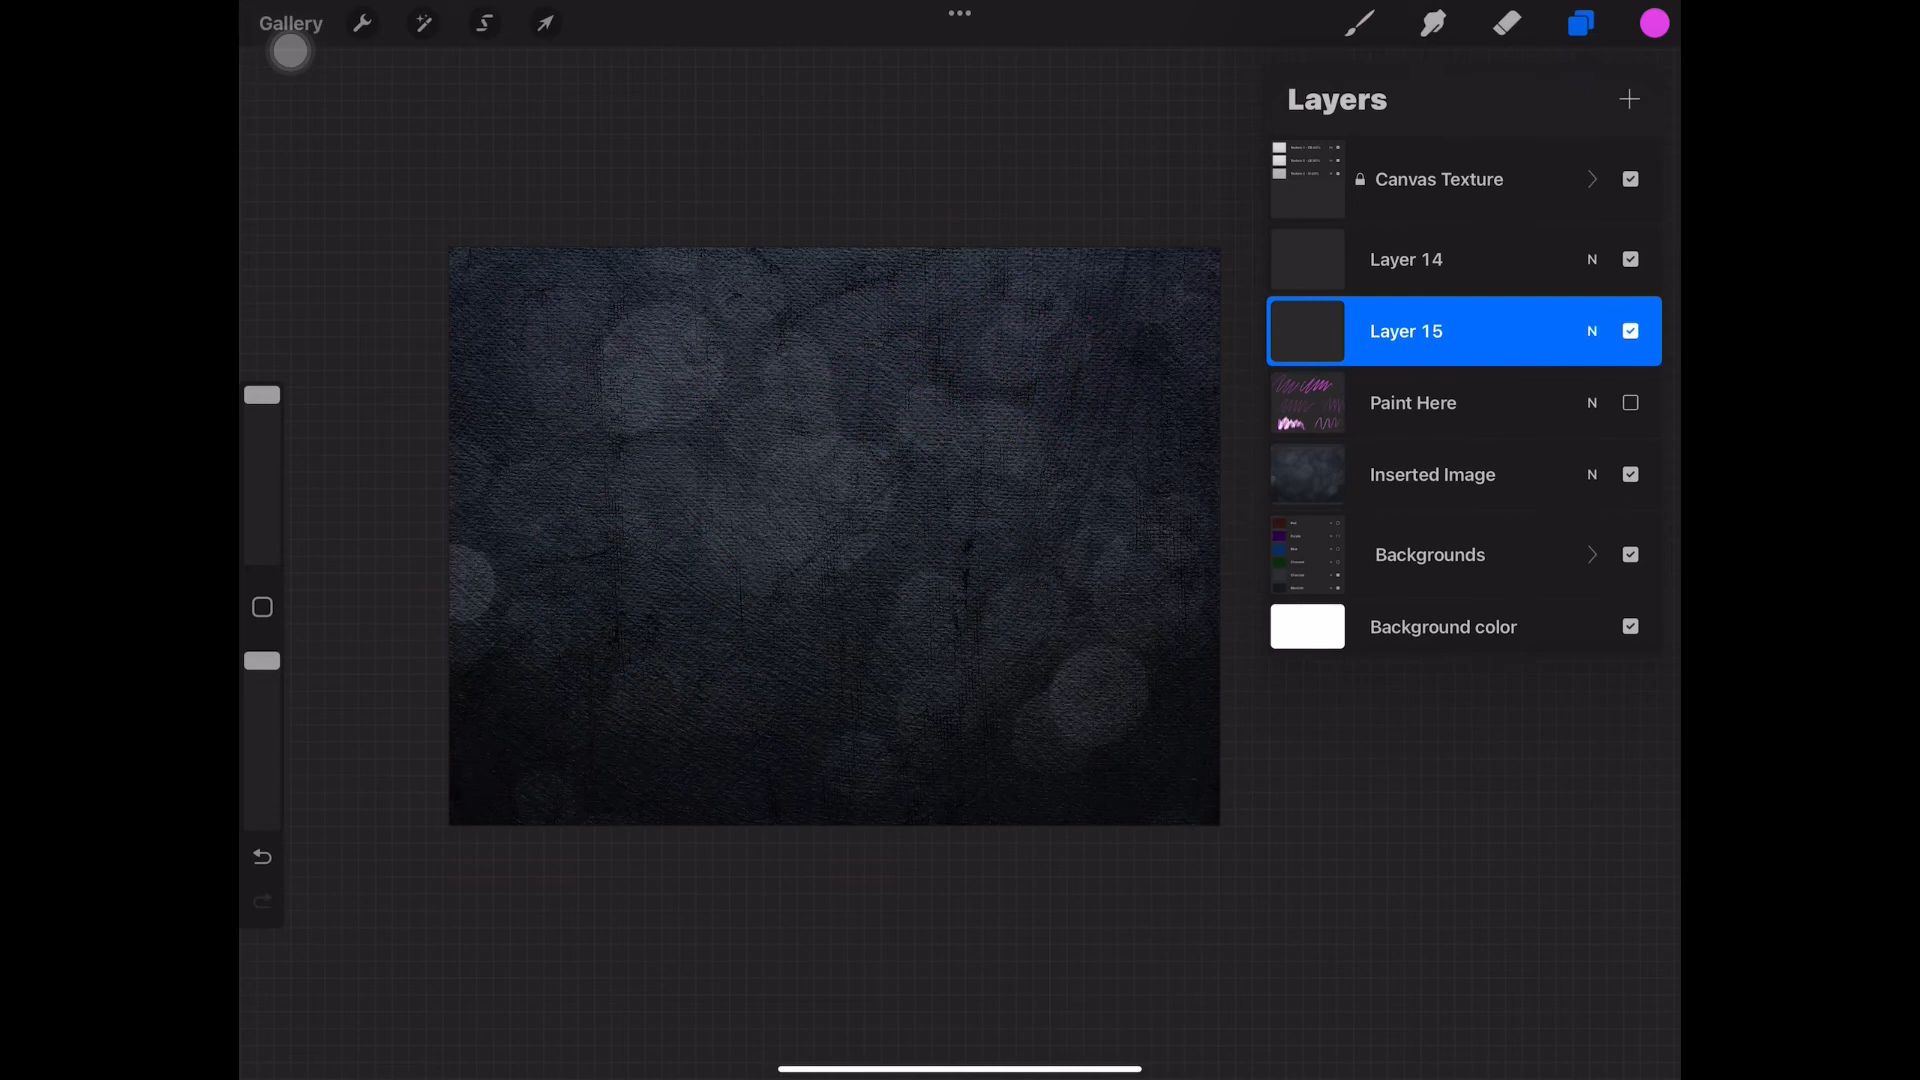 Gallery
Layers
Canvas Texture
Layer 14 N
Layer 15 N
Paint Here N
Inserted Image N
Backgrounds
Background color